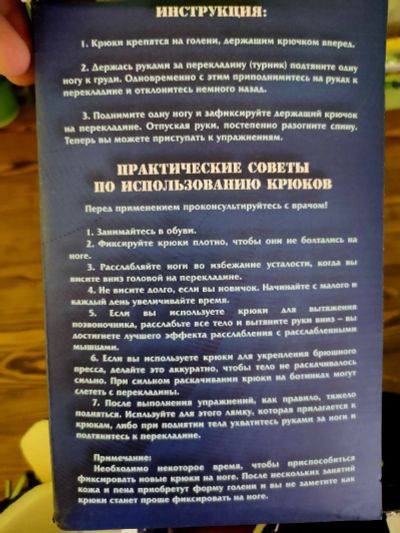 ИНСТРУКЦИЯ:
1. Крюки крепятся на голени, держащим крючком вперед.
2. Держась руками за перекладину (турник) подтяните одну
ногу к груди. Одновременно с этим приподнимитесь на руках к
перекладине и отклонитесь немного назад.
3. Поднимите одну ногу и зафиксируйте держащий крючок
на перекладине. Отпуская руки, постепенно разогните спину.
Теперь вы можете приступать к упражнениям.
ПРАКТИЧЕСКИЕ СОВЕТЫ
ПО ИСПОЛЬЗОВАНИЮ КРЮКОВ
Перед применением проконсультируйтесь с врачом!
1. Занимайтесь в обуви.
2. Фиксируйте крюки плотно, чтобы они не болтались на
ноге.
3. Расслабляйте ноги во избежание усталости, когда вы
висите вниз головой на перекладине.
4. Не висите долго, если вы новичок. Начинайте с малого и
каждый день увеличивайте время.
5. Если вы используете крюки для вытяжения
позвоночника, расслабьте все тело и вытяните руки вниз – вы
достигнете лучшего эффекта расслабления с расслабленными
мышцами.
6. Если вы используете крюки для укрепления брюшного
пресса, делайте это аккуратно, чтобы тело не раскачивалось
сильно. При сильном раскачивании крюки на ботинках могут
слететь с перекладины.
7. После выполнения упражнений, как правило, тяжело
подняться. Испльзуйте для этого лямку, которая прилагается к
крюкам, либо при поднятии тела ухватитесь руками за ноги и
подтянитесь к перекладине.
Примечание:
Необходимо некоторое время, чтобы приспособиться
фиксировать новые крюки на ноге. После нескольких занятий
кожа и пена приобретут форму голени и вы не заметите как
крюки станет проше фиксировать на ноге.